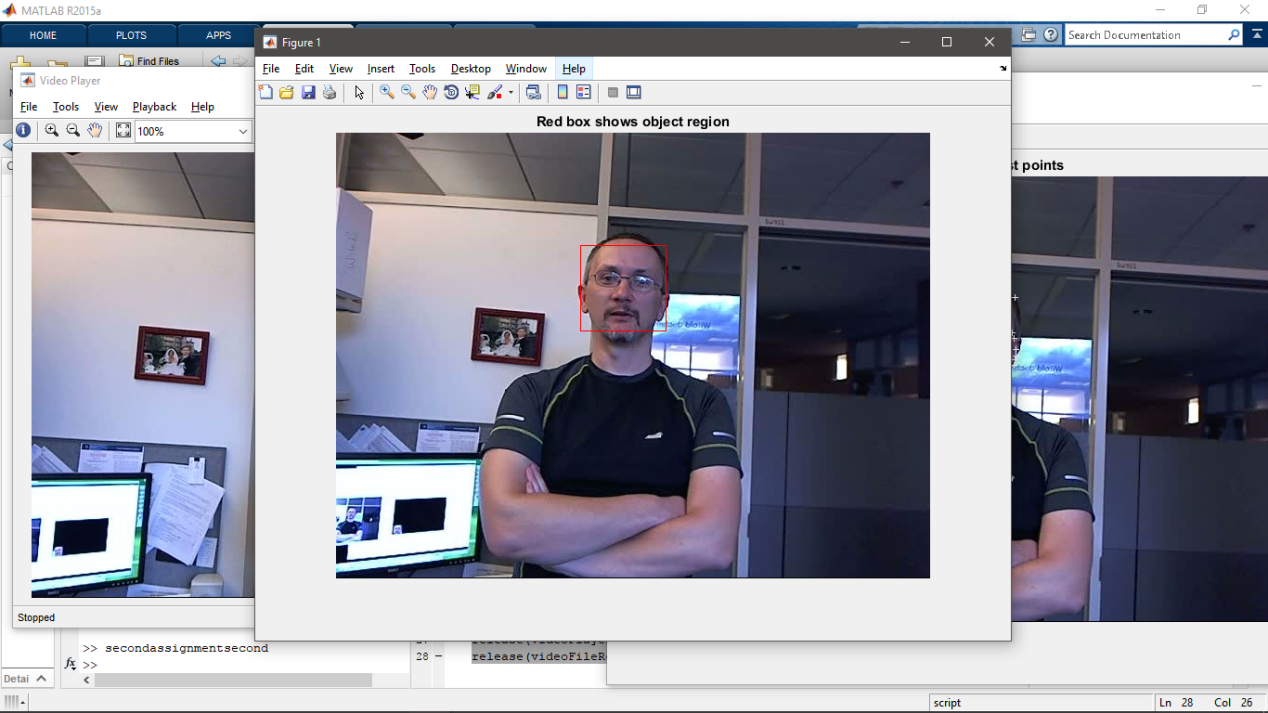 MATLAB R2015a
HOME
PLOTS
APPS
Search Documentation
Find Files
Video Player
File Tools View Playback Help
100%
Stopped
Figure 1
File Edit View Insert Tools Desktop Window Help
Red box shows object region
st points
>> secondassignmentsecond
fx >>
28 — release(videoFileR
Detai
script
Ln 28 Col 26